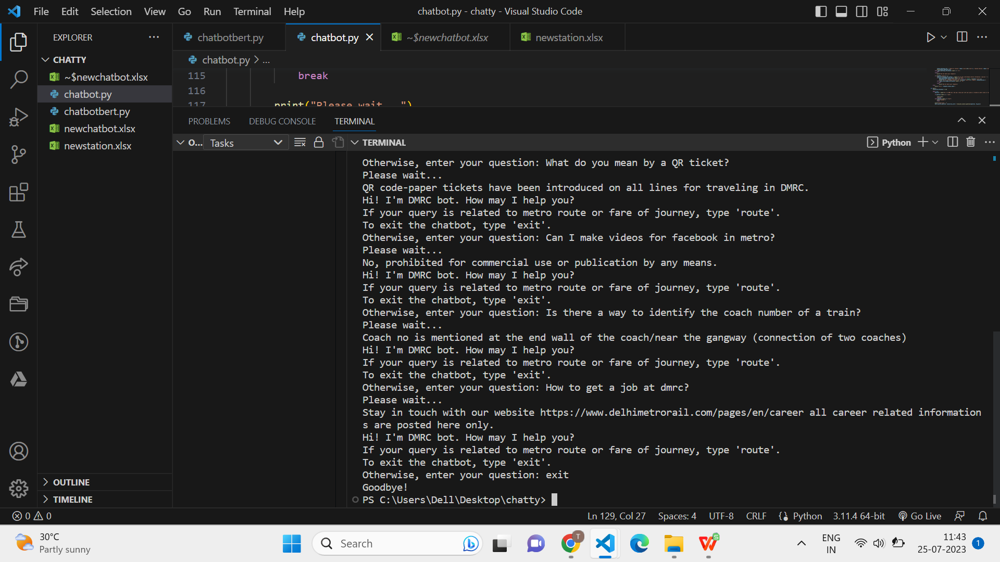 File Edit Selection View Go Run Terminal Help
chatbot.py - chatty - Visual Studio Code
EXPLORER
CHATTY
~$newchatbot.xlsx
chatbot.py
chatbotbert.py
newchatbot.xlsx
newstation.xlsx
OUTLINE
TIMELINE
chatbotbert.py
chatbot.py
~$newchatbot.xlsx
newstation.xlsx
chatbot.py > ...
115 break
116
117 print("Please wait...")
PROBLEMS DEBUG CONSOLE TERMINAL
O... Tasks
TERMINAL
Python
Otherwise, enter your question: What do you mean by a QR ticket?
Please wait...
QR code-paper tickets have been introduced on all lines for traveling in DMRC.
Hi! I'm DMRC bot. How may I help you?
If your query is related to metro route or fare of journey, type 'route'.
To exit the chatbot, type 'exit'.
Otherwise, enter your question: Can I make videos for facebook in metro?
Please wait...
No, prohibited for commercial use or publication by any means.
Hi! I'm DMRC bot. How may I help you?
If your query is related to metro route or fare of journey, type 'route'.
To exit the chatbot, type 'exit'.
Otherwise, enter your question: Is there a way to identify the coach number of a train?
Please wait...
Coach no is mentioned at the end wall of the coach/near the gangway (connection of two coaches)
Hi! I'm DMRC bot. How may I help you?
If your query is related to metro route or fare of journey, type 'route'.
To exit the chatbot, type 'exit'.
Otherwise, enter your question: How to get a job at dmrc?
Please wait...
Stay in touch with our website https://www.delhimetrorail.com/pages/en/career all career related information
s are posted here only.
Hi! I'm DMRC bot. How may I help you?
If your query is related to metro route or fare of journey, type 'route'.
To exit the chatbot, type 'exit'.
Otherwise, enter your question: exit
Goodbye!
PS C:\Users\Dell\Desktop\chatty>
0 0
Ln 129, Col 27 Spaces: 4 UTF-8 CRLF Python 3.11.4 64-bit Go Live
30°C
Partly sunny
Search
T
S
ENG
IN
11:43
25-07-2023
1